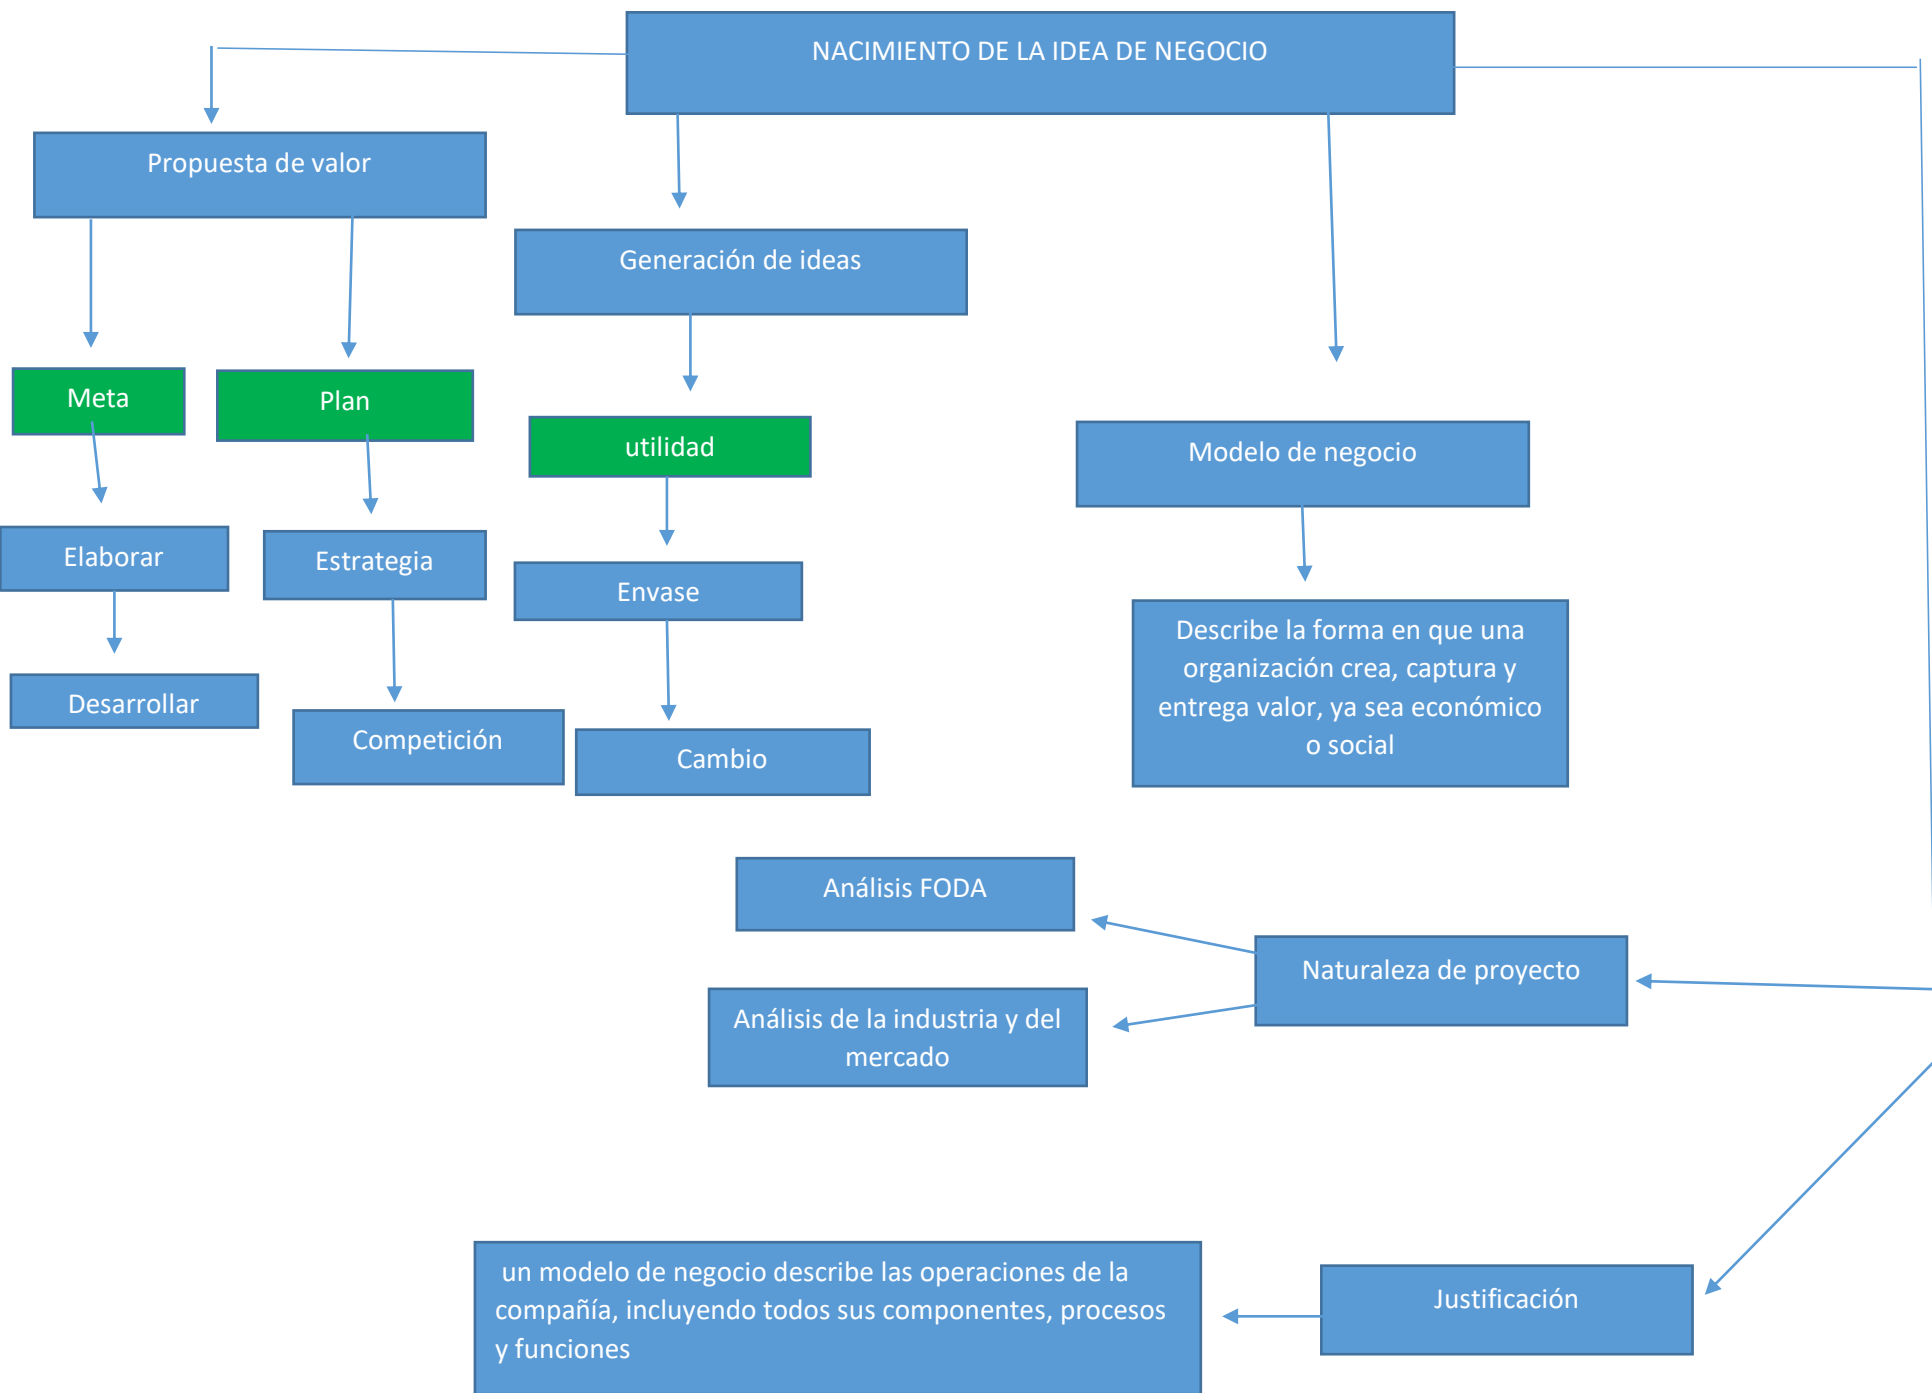 NACIMIENTO DE LA IDEA DE NEGOCIO
Propuesta de valor
Generación de ideas
Meta
Plan
utilidad
Modelo de negocio
Elaborar
Estrategia
Envase
Describe la forma en que una
organización crea, captura y
entrega valor, ya sea económico
o social
Desarrollar
Competición
Cambio
Análisis FODA
Naturaleza de proyecto
Análisis de la industria y del
mercado
un modelo de negocio describe las operaciones de la
compañía, incluyendo todos sus componentes, procesos
y funciones
Justificación